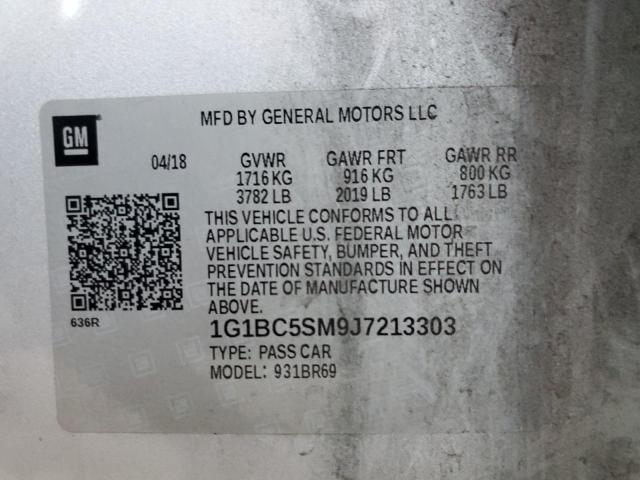 MFD BY GENERAL MOTORS LLC
GM
04/18 GVWR GAWR FRT GAWR RR
1716 KG 916 KG 800 KG
3782 LB 2019 LB 1763 LB
THIS VEHICLE CONFORMS TO ALL
APPLICABLE U.S. FEDERAL MOTOR
VEHICLE SAFETY, BUMPER, AND THEFT
PREVENTION STANDARDS IN EFFECT ON
THE DATE OF MANUFACTURE SHOWN
ABOVE.
636R
1G1BC5SM9J7213303
TYPE: PASS CAR
MODEL: 931BR69